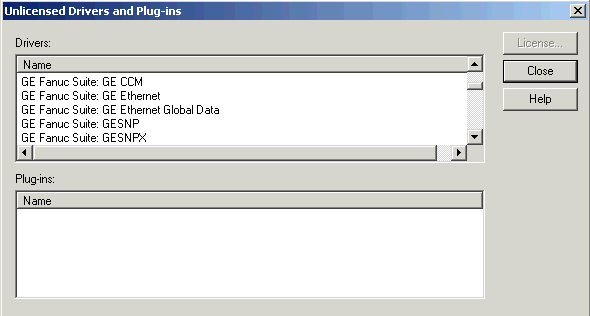 Unlicensed Drivers and Plug-ins
Drivers:
License...
Name
Close
GE Fanuc Suite: GE CCM
GE Fanuc Suite: GE Ethernet
Help
GE Fanuc Suite: GE Ethernet Global Data
GE Fanuc Suite: GESNP
GE Fanuc Suite: GESNPX
Plug-ins:
Name